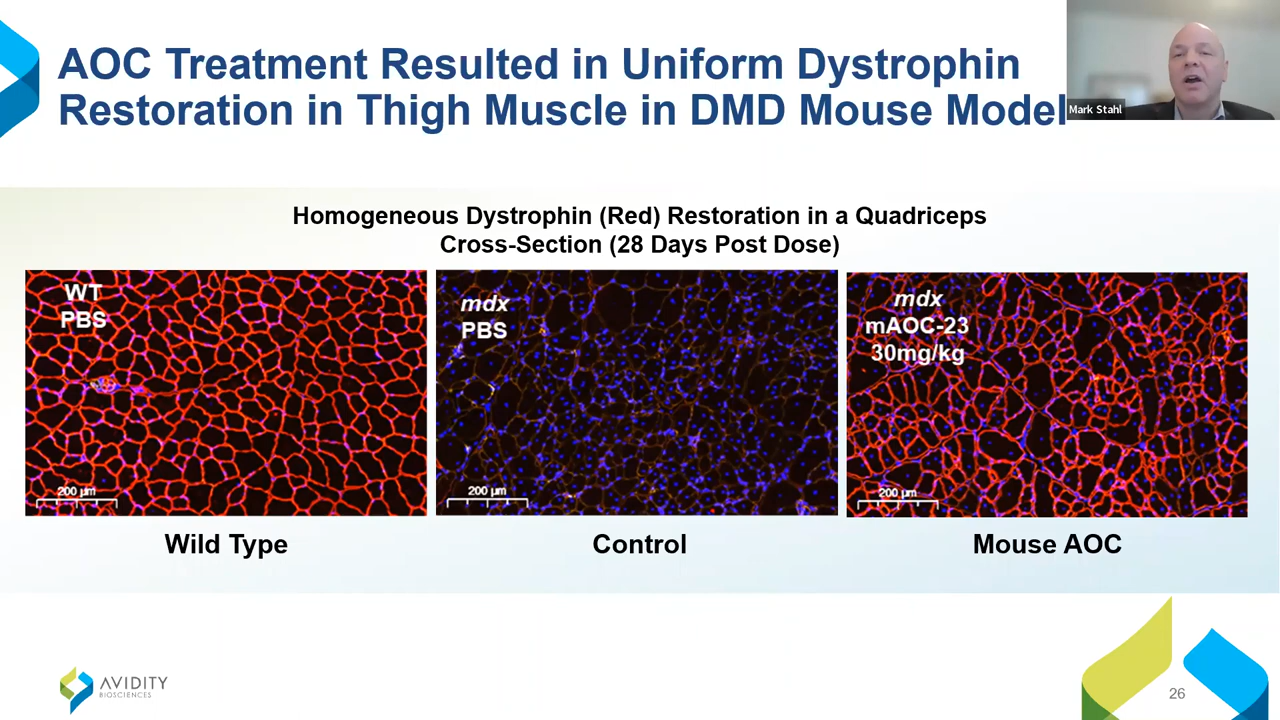 AOC Treatment Resulted in Uniform Dystrophin
Restoration in Thigh Muscle in DMD Mouse Model
Mark Stahl
Homogeneous Dystrophin (Red) Restoration in a Quadriceps
Cross-Section (28 Days Post Dose)
WT
PBS
200 µm
mdx
PBS
200 µm
mdx
mAOC-23
30mg/kg
200 µm
Wild Type
Control
Mouse AOC
AVIDITY
BIOSCIENCES
26